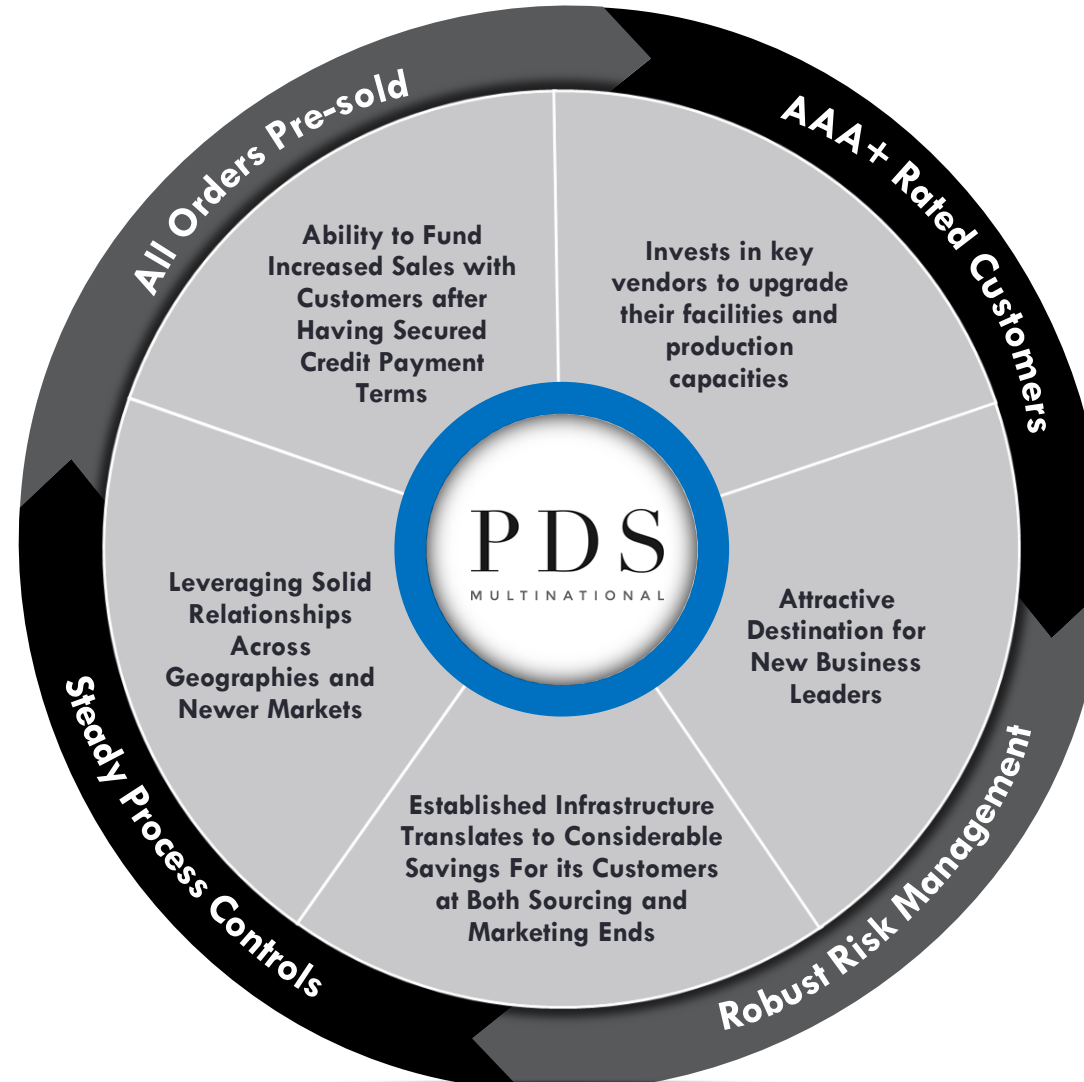 All Orders Pre-sold
AAA+ Rated Customers
Ability to Fund
Increased Sales with
Customers after
Having Secured
Credit Payment
Terms
Invests in key
vendors to upgrade
their facilities and
production
capacities
PDS
MULTINATIONAL
Leveraging Solid
Relationships
Across
Geographies and
Newer Markets
Attractive
Destination for
New Business
Leaders
Established Infrastructure
Translates to Considerable
Savings For its Customers
at Both Sourcing and
Marketing Ends
Steady Process Controls
Robust Risk Management